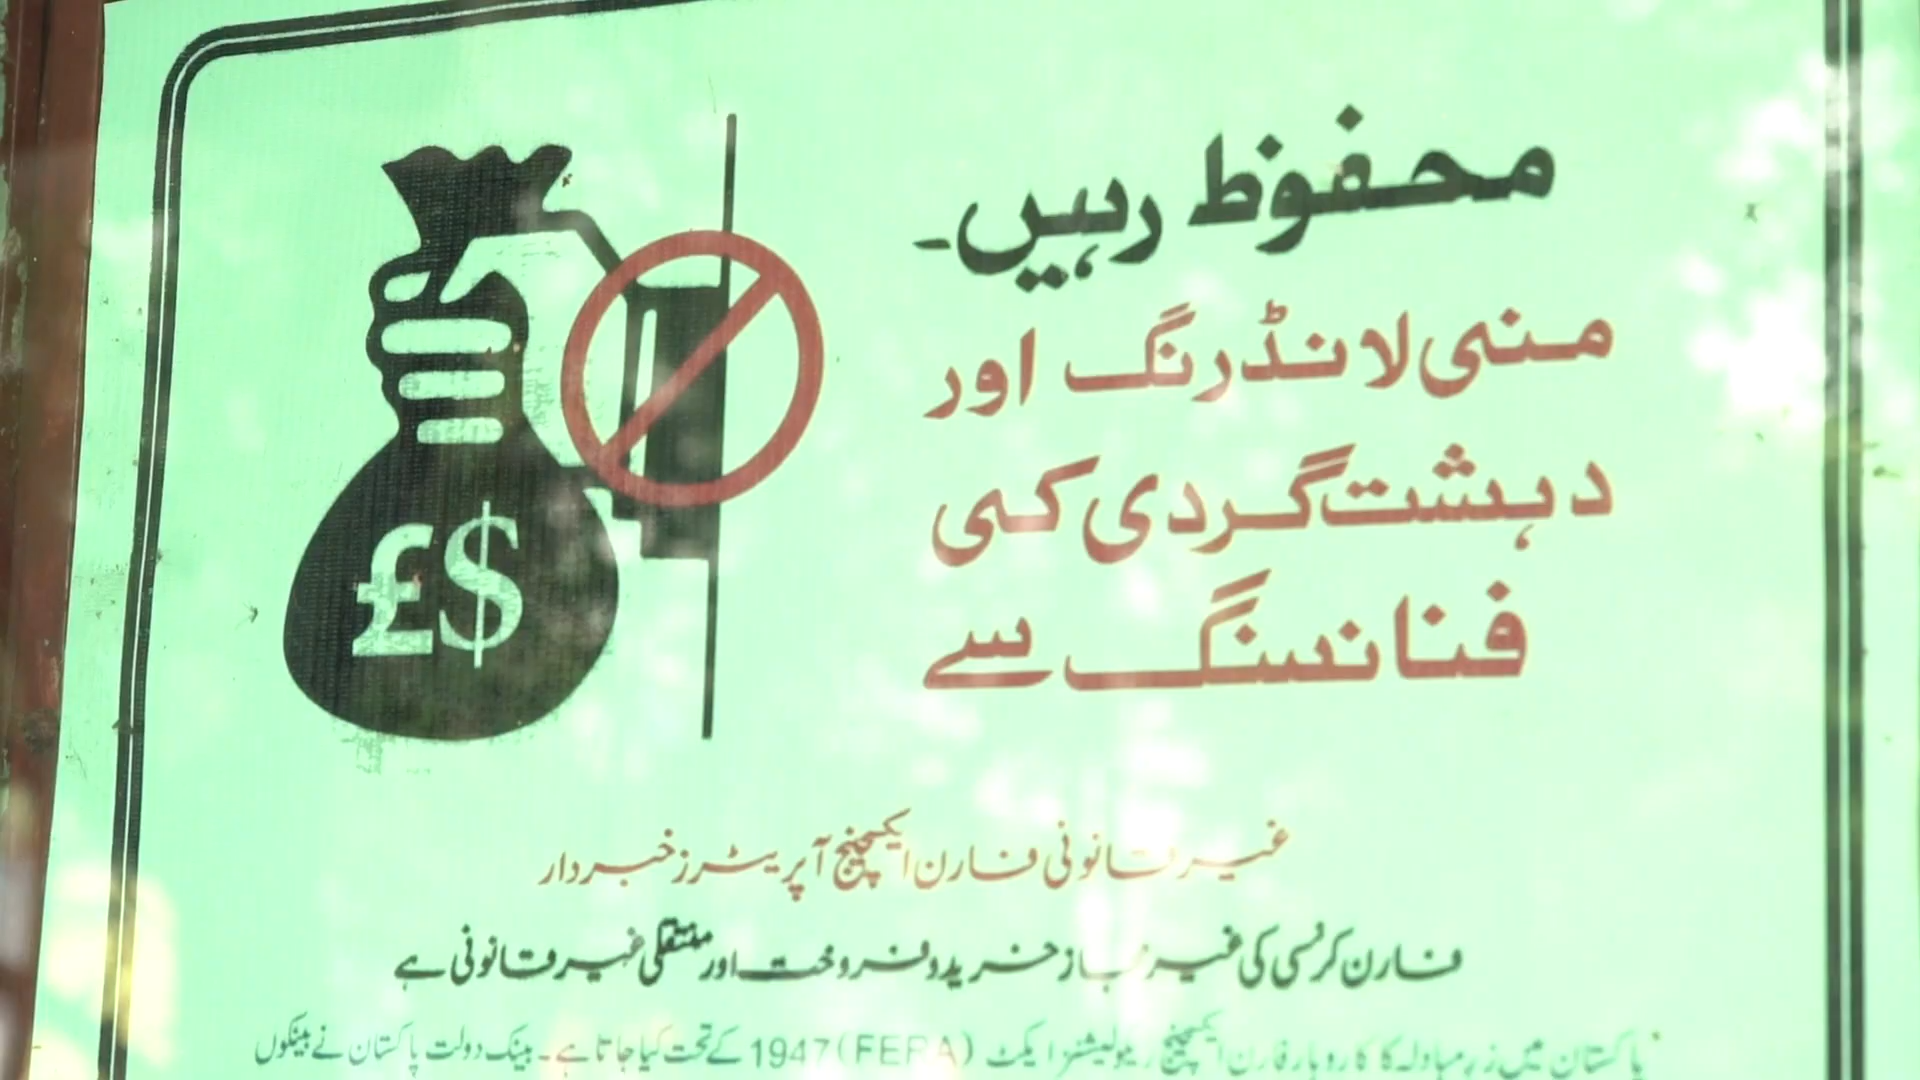 محفوظ رہیں۔
منی لانڈرنگ اور
دہشت گردی کی
فنانسنگ سے
£$
غیر قانونی فارن ایکسچینج آپریٹرز خبردار
فارن کرنسی کی غیر مجاز خرید و فروخت اور منتقلی غیر قانونی ہے
پاکستان میں زرِ مبادلہ کا کاروبار فارن ایکسچینج ریگولیشنز ایکٹ (FERA) 1947 کے تحت کیا جاتا ہے۔ بینک دولت پاکستان نے بینکوں